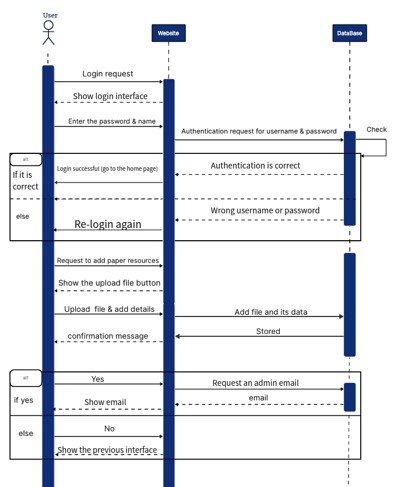 User
Website
DataBase
Login request
Show login interface
Enter the password & name
Authentication request for username & password
Check
alt
If it is
correct
Login successful (go to the home page)
Authentication is correct
else
Wrong username or password
Re-login again
Request to add paper resources
Show the upload file button
Upload file & add details
Add file and its data
Stored
confirmation message
alt
Yes
Request an admin email
if yes
Show email
email
else
No
Show the previous interface